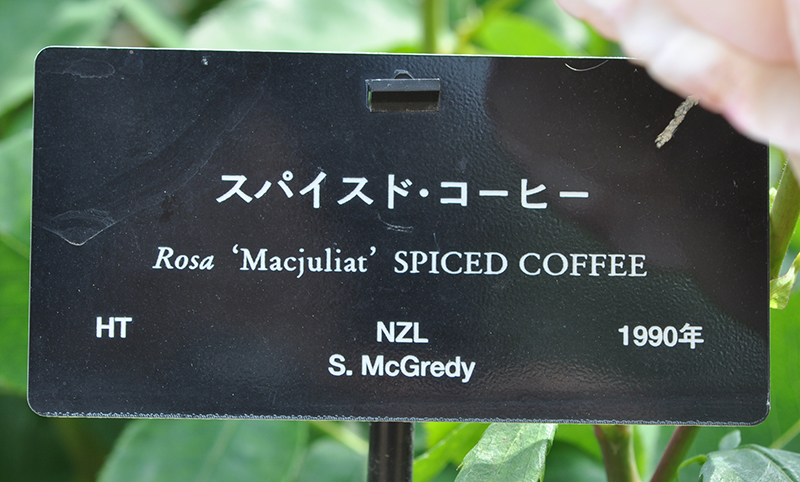 スパイスド・コーヒー
Rosa ‘Macjuliat’ SPICED COFFEE
HT NZL 1990年
S. McGredy